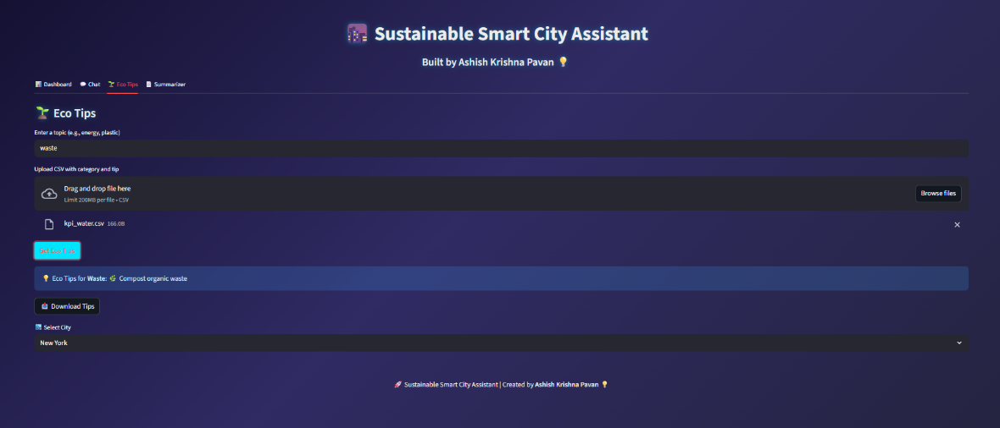 Sustainable Smart City Assistant
Built by Ashish Krishna Pavan
Dashboard Chat Eco Tips Summarizer
Eco Tips
Enter a topic (e.g., energy, plastic)
waste
Upload CSV with category and tip
Drag and drop file here
Limit 200MB per file • CSV
Browse files
kpi_water.csv 166.0B
Get Eco Tips
Eco Tips for Waste: Compost organic waste
Download Tips
Select City
New York
Sustainable Smart City Assistant | Created by Ashish Krishna Pavan